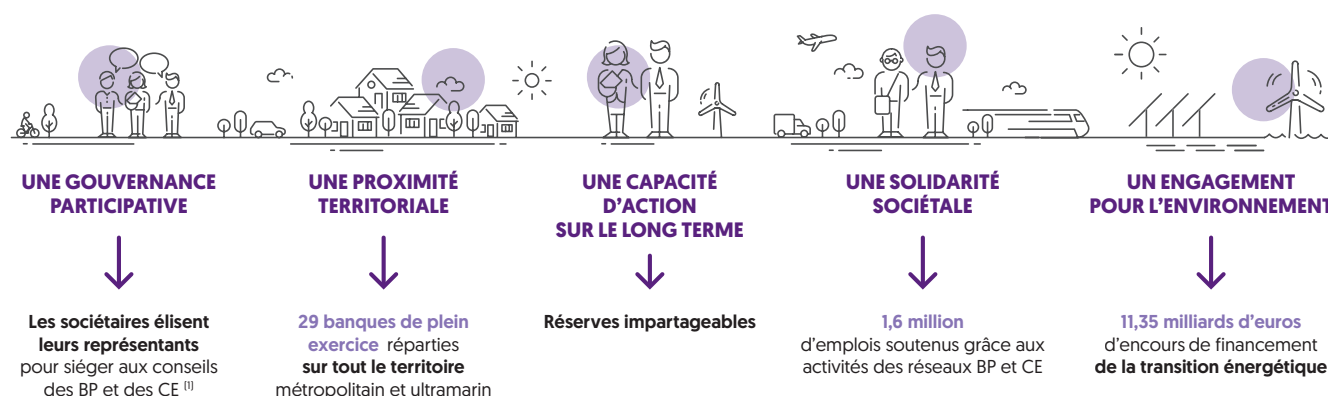 UNE GOUVERNANCE
PARTICIPATIVE
Les sociétaires élisent
leurs représentants
pour siéger aux conseils
des BP et des CE (1)
UNE PROXIMITÉ
TERRITORIALE
29 banques de plein
exercice réparties
sur tout le territoire
métropolitain et ultramarin
UNE CAPACITÉ
D'ACTION
SUR LE LONG TERME
Réserves impartageables
UNE SOLIDARITÉ
SOCIÉTALE
1,6 million
d'emplois soutenus grâce aux
activités des réseaux BP et CE
UN ENGAGEMENT
POUR L'ENVIRONNEMENT
11,35 milliards d'euros
d'encours de financement
de la transition énergétique